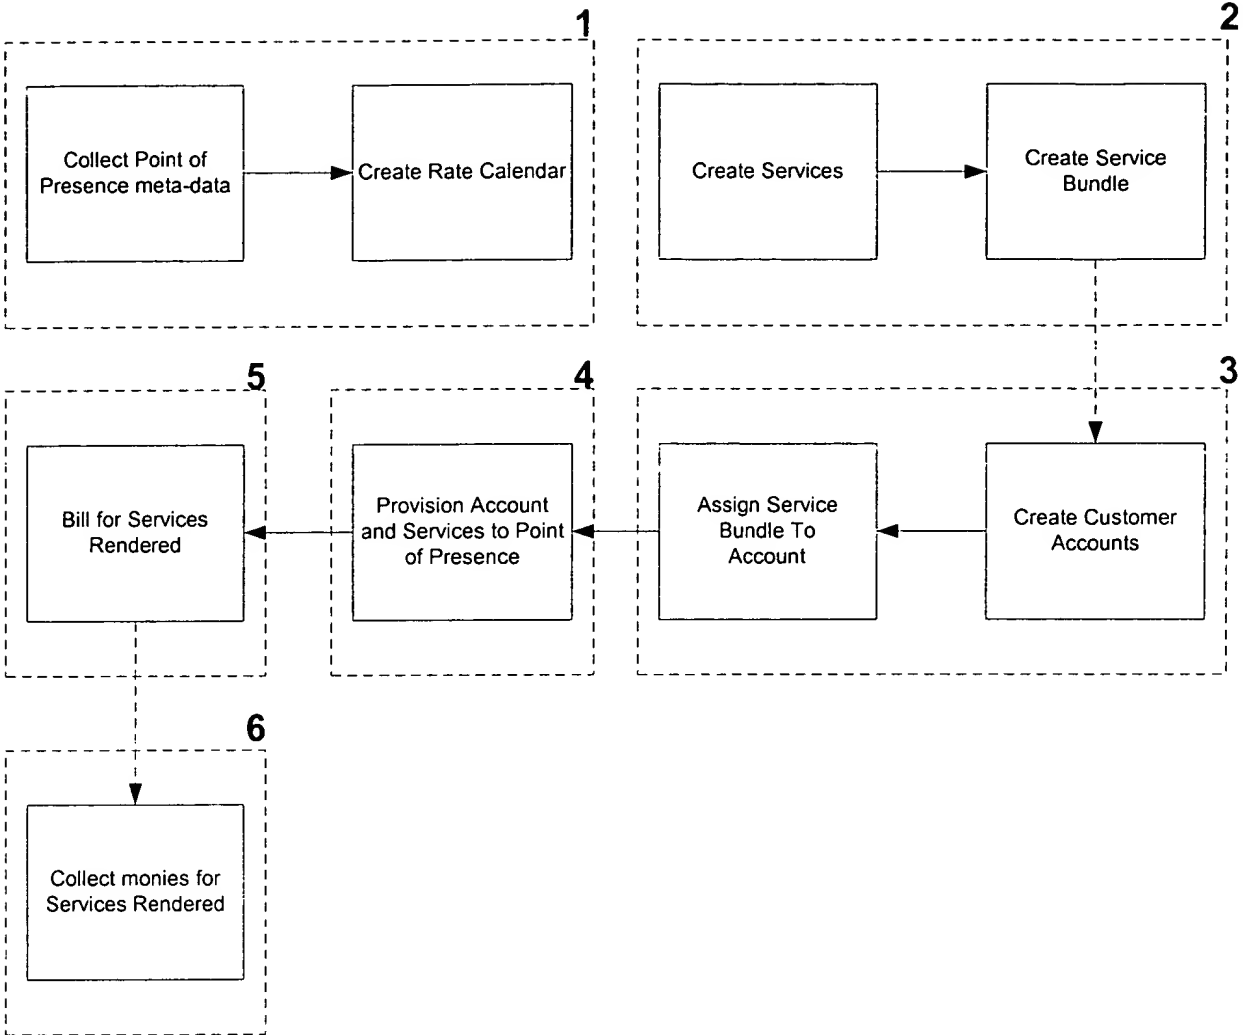 1
2
Collect Point of
Presence meta-data
Create Rate Calendar
Create Services
Create Service
Bundle
5
4
3
Bill for Services
Rendered
Provision Account
and Services to Point
of Presence
Assign Service
Bundle To
Account
Create Customer
Accounts
6
Collect monies for
Services Rendered